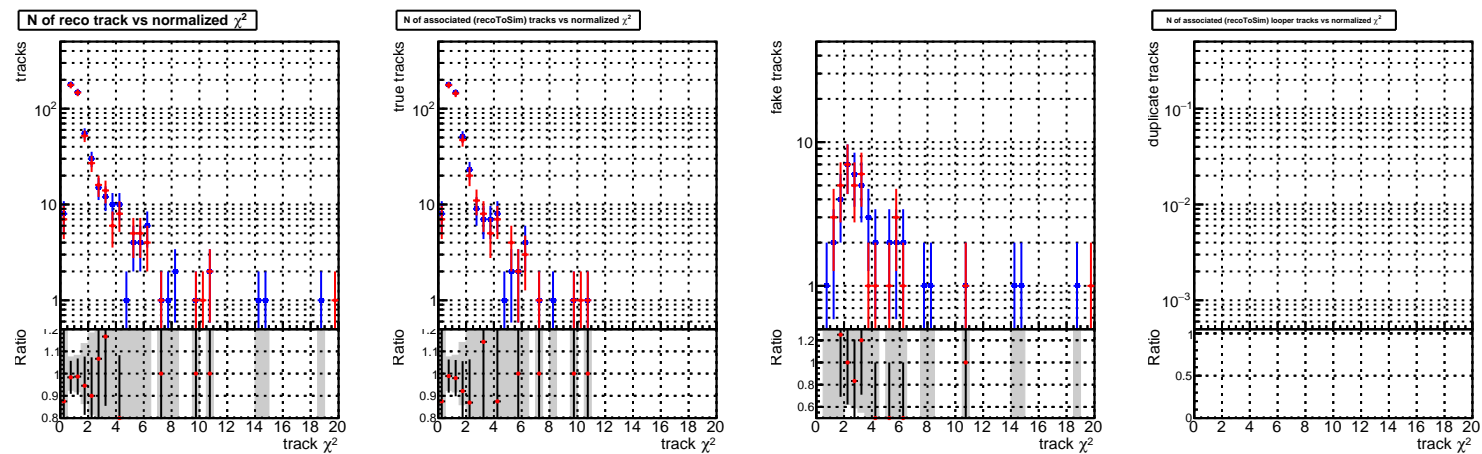 N of reco track vs normalized χ²
tracks
10²
10
1
Ratio
1.2
1.1
1
0.9
0.8
0 2 4 6 8 10 12 14 16 18 20
track χ²
N of associated (recoToSim) tracks vs normalized χ²
true tracks
10²
10
1
Ratio
1.2
1.1
1
0.9
0.8
0 2 4 6 8 10 12 14 16 18 20
track χ²
fake tracks
10
1
Ratio
1.2
1
0.8
0.6
0 2 4 6 8 10 12 14 16 18 20
track χ²
N of associated (recoToSim) looper tracks vs normalized χ²
duplicate tracks
10⁻¹
10⁻²
10⁻³
Ratio
1
0.5
0
0 2 4 6 8 10 12 14 16 18 20
track χ²